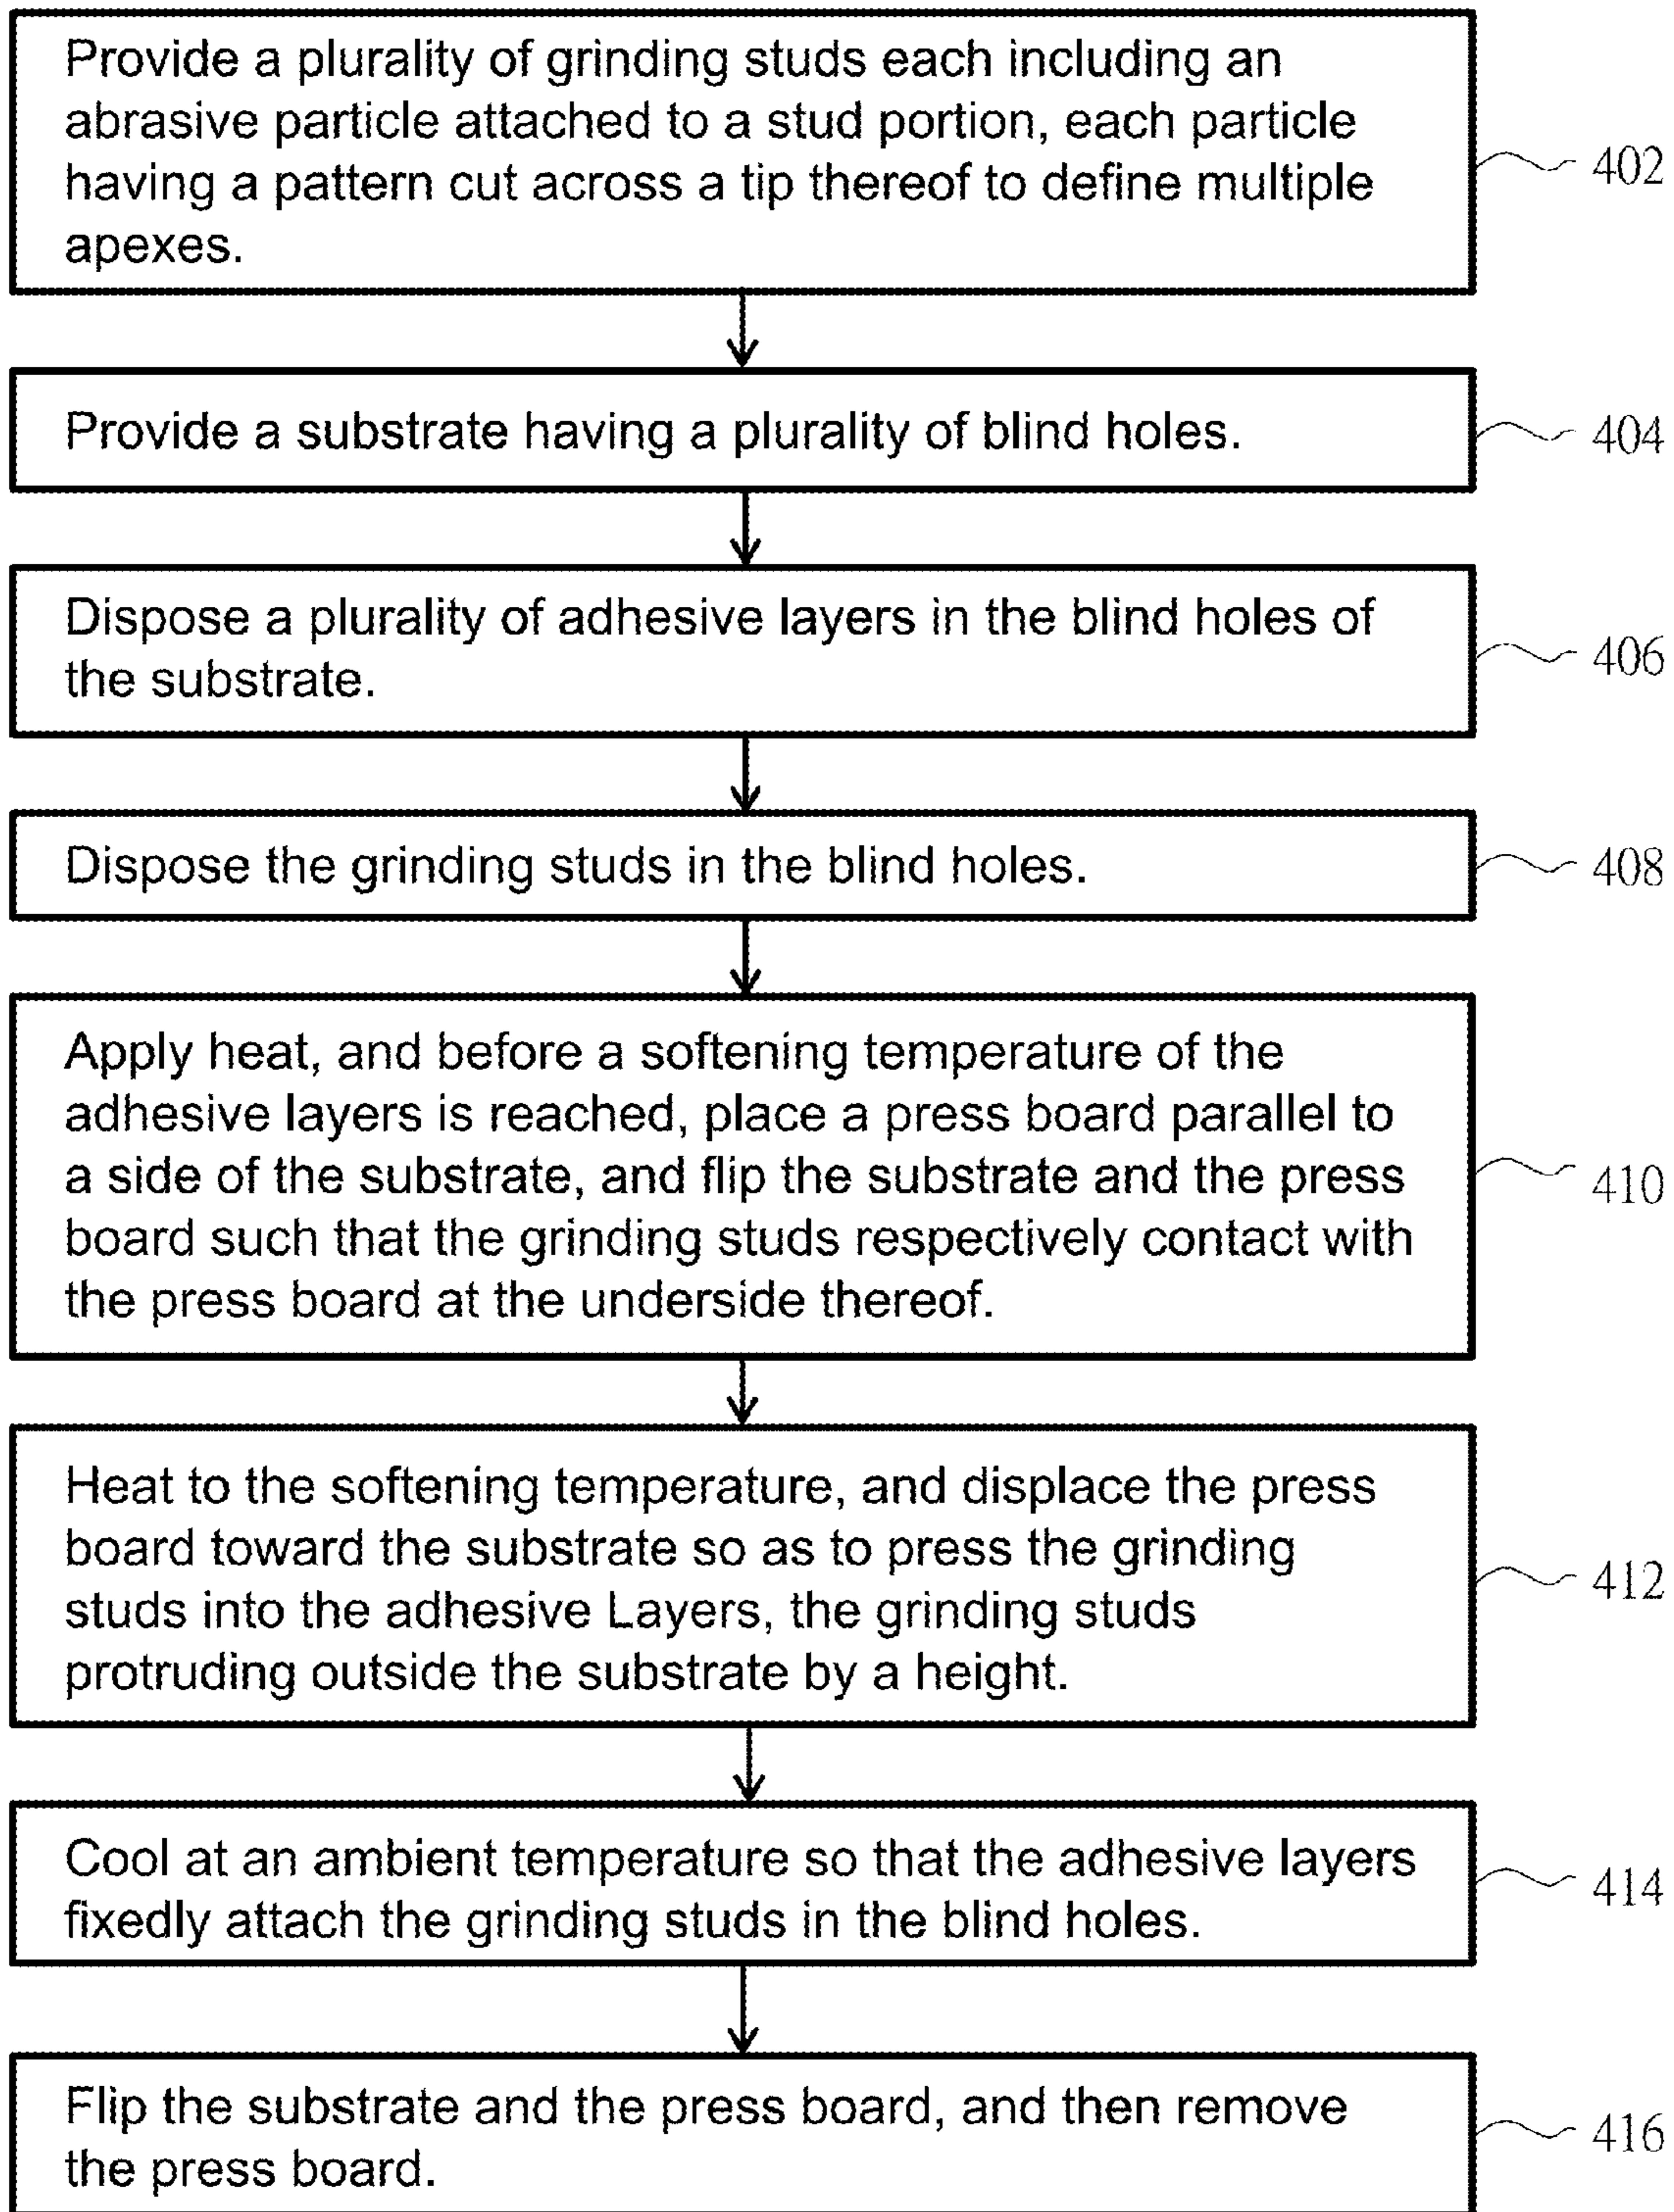 Provide a plurality of grinding studs each including an
abrasive particle attached to a stud portion, each particle
having a pattern cut across a tip thereof to define multiple
apexes.
402
Provide a substrate having a plurality of blind holes.
404
Dispose a plurality of adhesive layers in the blind holes of
the substrate.
406
Dispose the grinding studs in the blind holes.
408
Apply heat, and before a softening temperature of the
adhesive layers is reached, place a press board parallel to
a side of the substrate, and flip the substrate and the press
board such that the grinding studs respectively contact with
the press board at the underside thereof.
410
Heat to the softening temperature, and displace the press
board toward the substrate so as to press the grinding
studs into the adhesive Layers, the grinding studs
protruding outside the substrate by a height.
412
Cool at an ambient temperature so that the adhesive layers
fixedly attach the grinding studs in the blind holes.
414
Flip the substrate and the press board, and then remove
the press board.
416